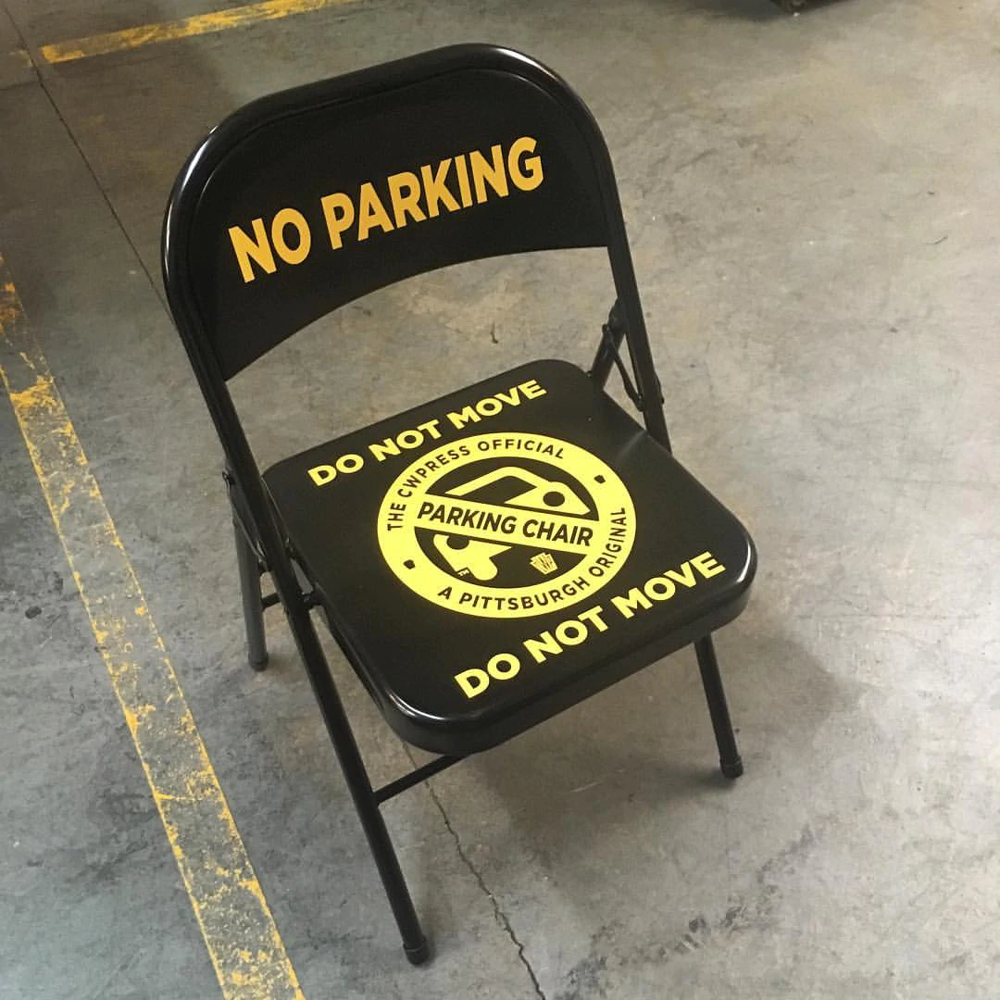 NO PARKING
DO NOT MOVE
THE CWPRESS OFFICIAL
PARKING CHAIR
A PITTSBURGH ORIGINAL
DO NOT MOVE